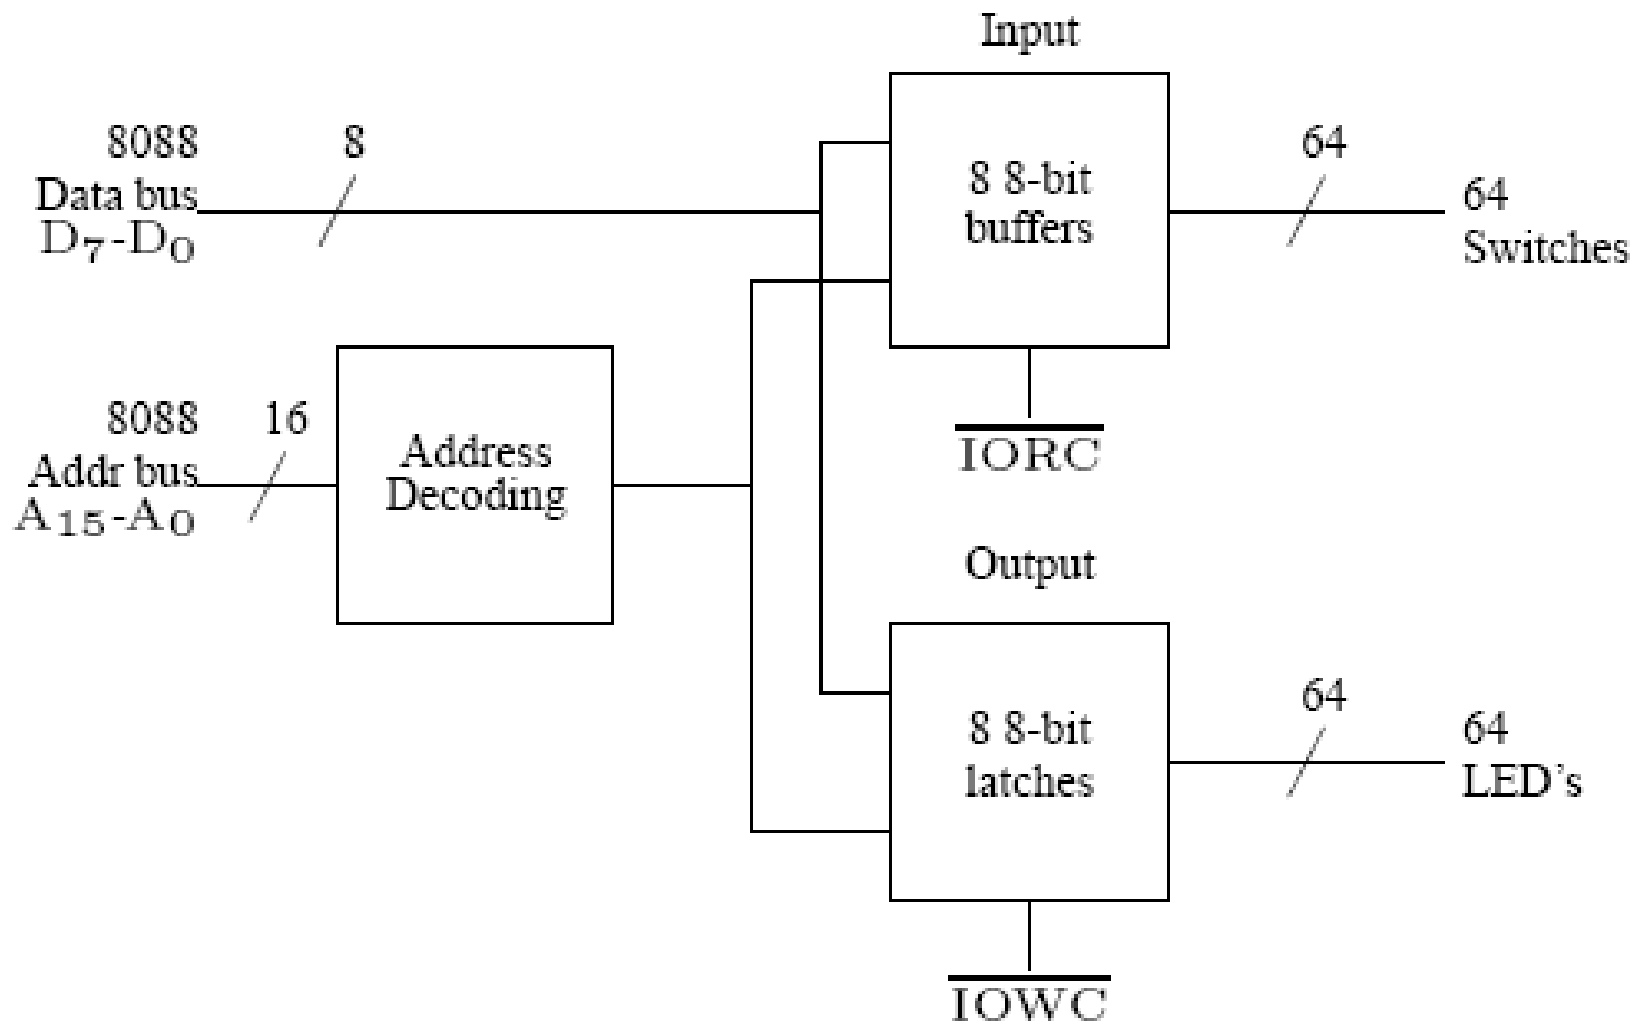 Input
8088
Data bus
D₇-D₀
8
8 8-bit
buffers
64
64
Switches
IORC
8088
Addr bus
A₁₅-A₀
16
Address
Decoding
Output
8 8-bit
latches
64
64
LED's
IOWC